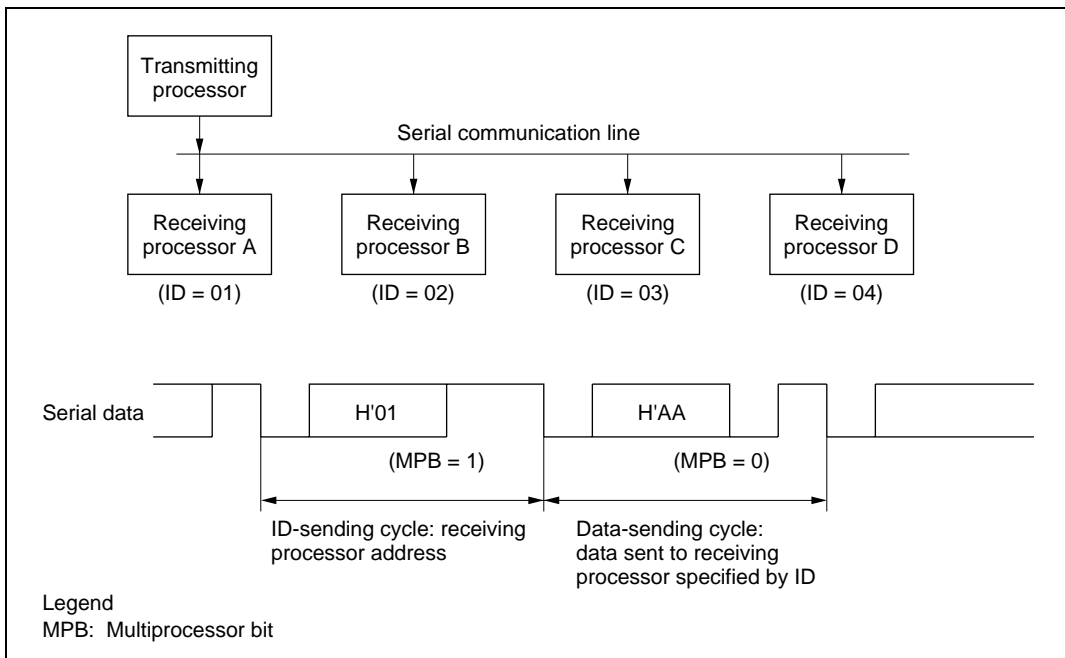 Transmitting
processor
Serial communication line
Receiving
processor A
Receiving
processor B
Receiving
processor C
Receiving
processor D
(ID = 01)
(ID = 02)
(ID = 03)
(ID = 04)
Serial data
H'01
H'AA
(MPB = 1)
(MPB = 0)
ID-sending cycle: receiving
processor address
Data-sending cycle:
data sent to receiving
processor specified by ID
Legend
MPB: Multiprocessor bit